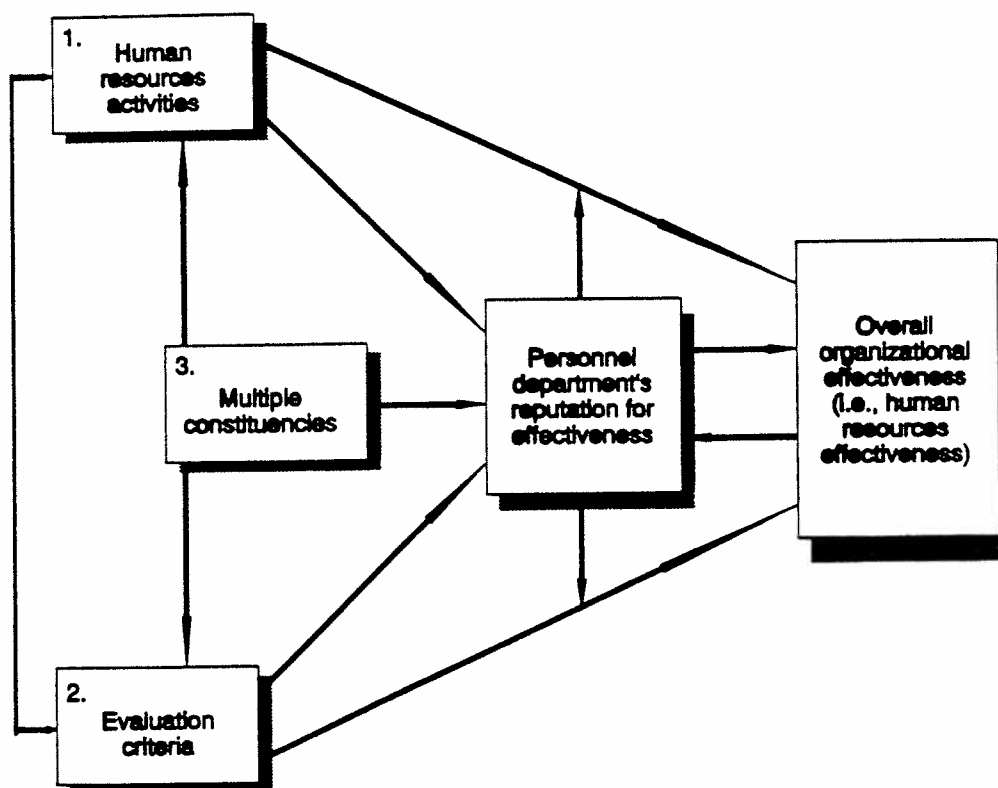 1.
Human
resources
activities
3.
Multiple
constituencies
Personnel
department's
reputation for
effectiveness
Overall
organizational
effectiveness
(i.e., human
resources
effectiveness)
2.
Evaluation
criteria